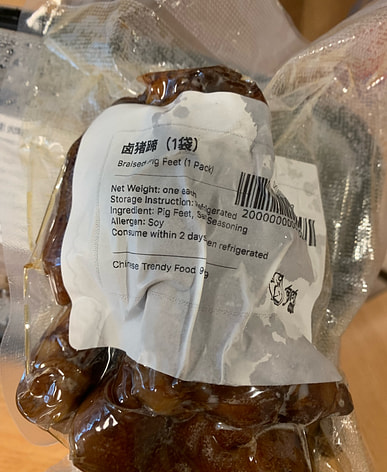 卤猪蹄（1袋）
Braised Pig Feet (1 Pack)
Net Weight: one each
Storage Instruction: refrigerated
Ingredient: Pig Feet, Seasoning
Allergen: Soy
Consume within 2 days en refrigerated
Chinese Trendy Food